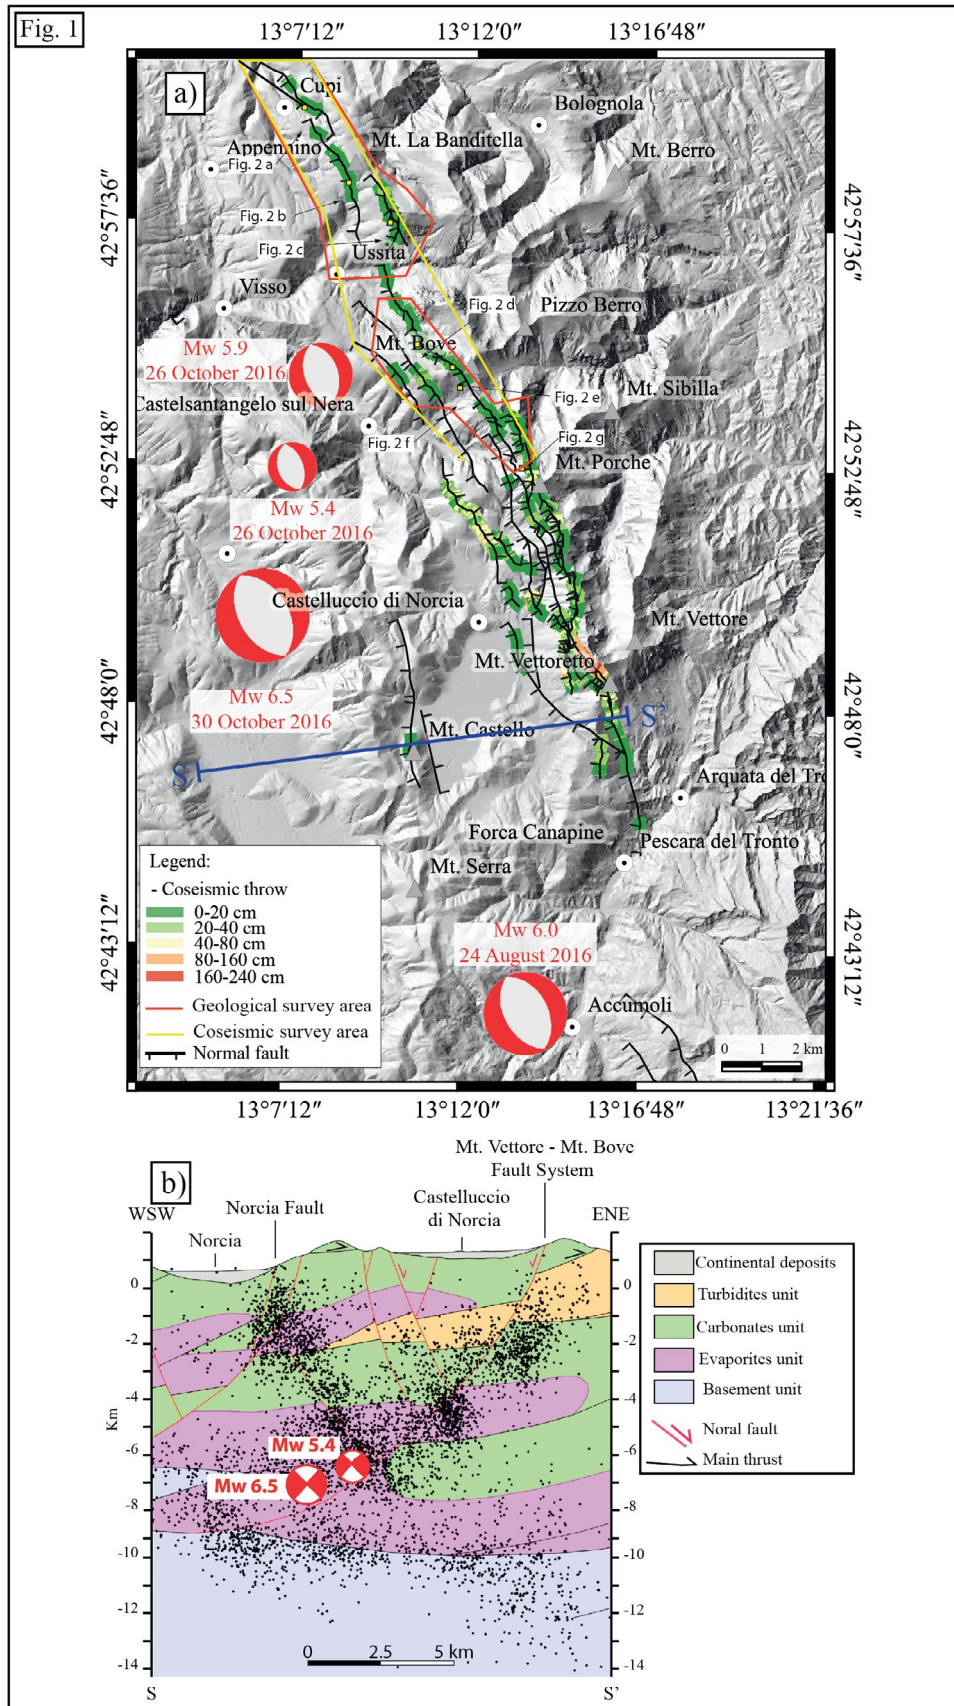 Fig. 1
13°7'12" 13°12'0" 13°16'48"
a)
Cupi
Bolognola
Appennino
Mt. La Banditella
Mt. Berro
Fig. 2 a
42°57'36"
42°57'36"
Fig. 2 b
Fig. 2 c
Ussita
Visso
Fig. 2 d
Pizzo Berro
Mt. Bove
Mw 5.9
26 October 2016
Mt. Sibilla
Castelsantangelo sul Nera
Fig. 2 e
Fig. 2 f
Fig. 2 g
Mt. Porche
42°52'48"
42°52'48"
Mw 5.4
26 October 2016
Castelluccio di Norcia
Mt. Vettore
Mt. Vettoretto
42°48'0"
42°48'0"
Mw 6.5
30 October 2016
S'
Mt. Castello
S
Arquata del Tro
Forca Canapine
Pescara del Tronto
Mt. Serra
Legend:
- Coseismic throw
0-20 cm
20-40 cm
40-80 cm
80-160 cm
160-240 cm
Geological survey area
Coseismic survey area
Normal fault
42°43'12"
42°43'12"
Mw 6.0
24 August 2016
Accumoli
0 1 2 km
13°7'12" 13°12'0" 13°16'48" 13°21'36"
Mt. Vettore - Mt. Bove
Fault System
b)
WSW
Norcia Fault
Castelluccio
di Norcia
ENE
Norcia
Km
0
-2
-4
-6
-8
-10
-12
-14
0
-2
-4
-6
-8
-10
-12
-14
Mw 5.4
Mw 6.5
0 2.5 5 km
S S'
Continental deposits
Turbidites unit
Carbonates unit
Evaporites unit
Basement unit
Noral fault
Main thrust